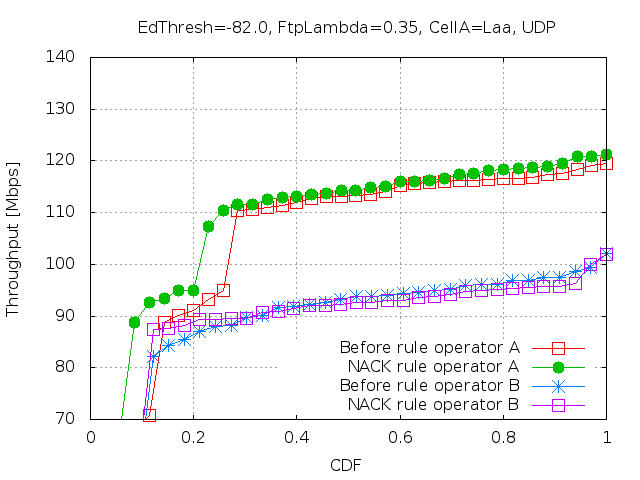 EdThresh=-82.0, FtpLambda=0.35, CellA=Laa, UDP
140
130
120
110
100
90
80
70
Throughput [Mbps]
Before rule operator A
NACK rule operator A
Before rule operator B
NACK rule operator B
0 0.2 0.4 0.6 0.8 1
CDF